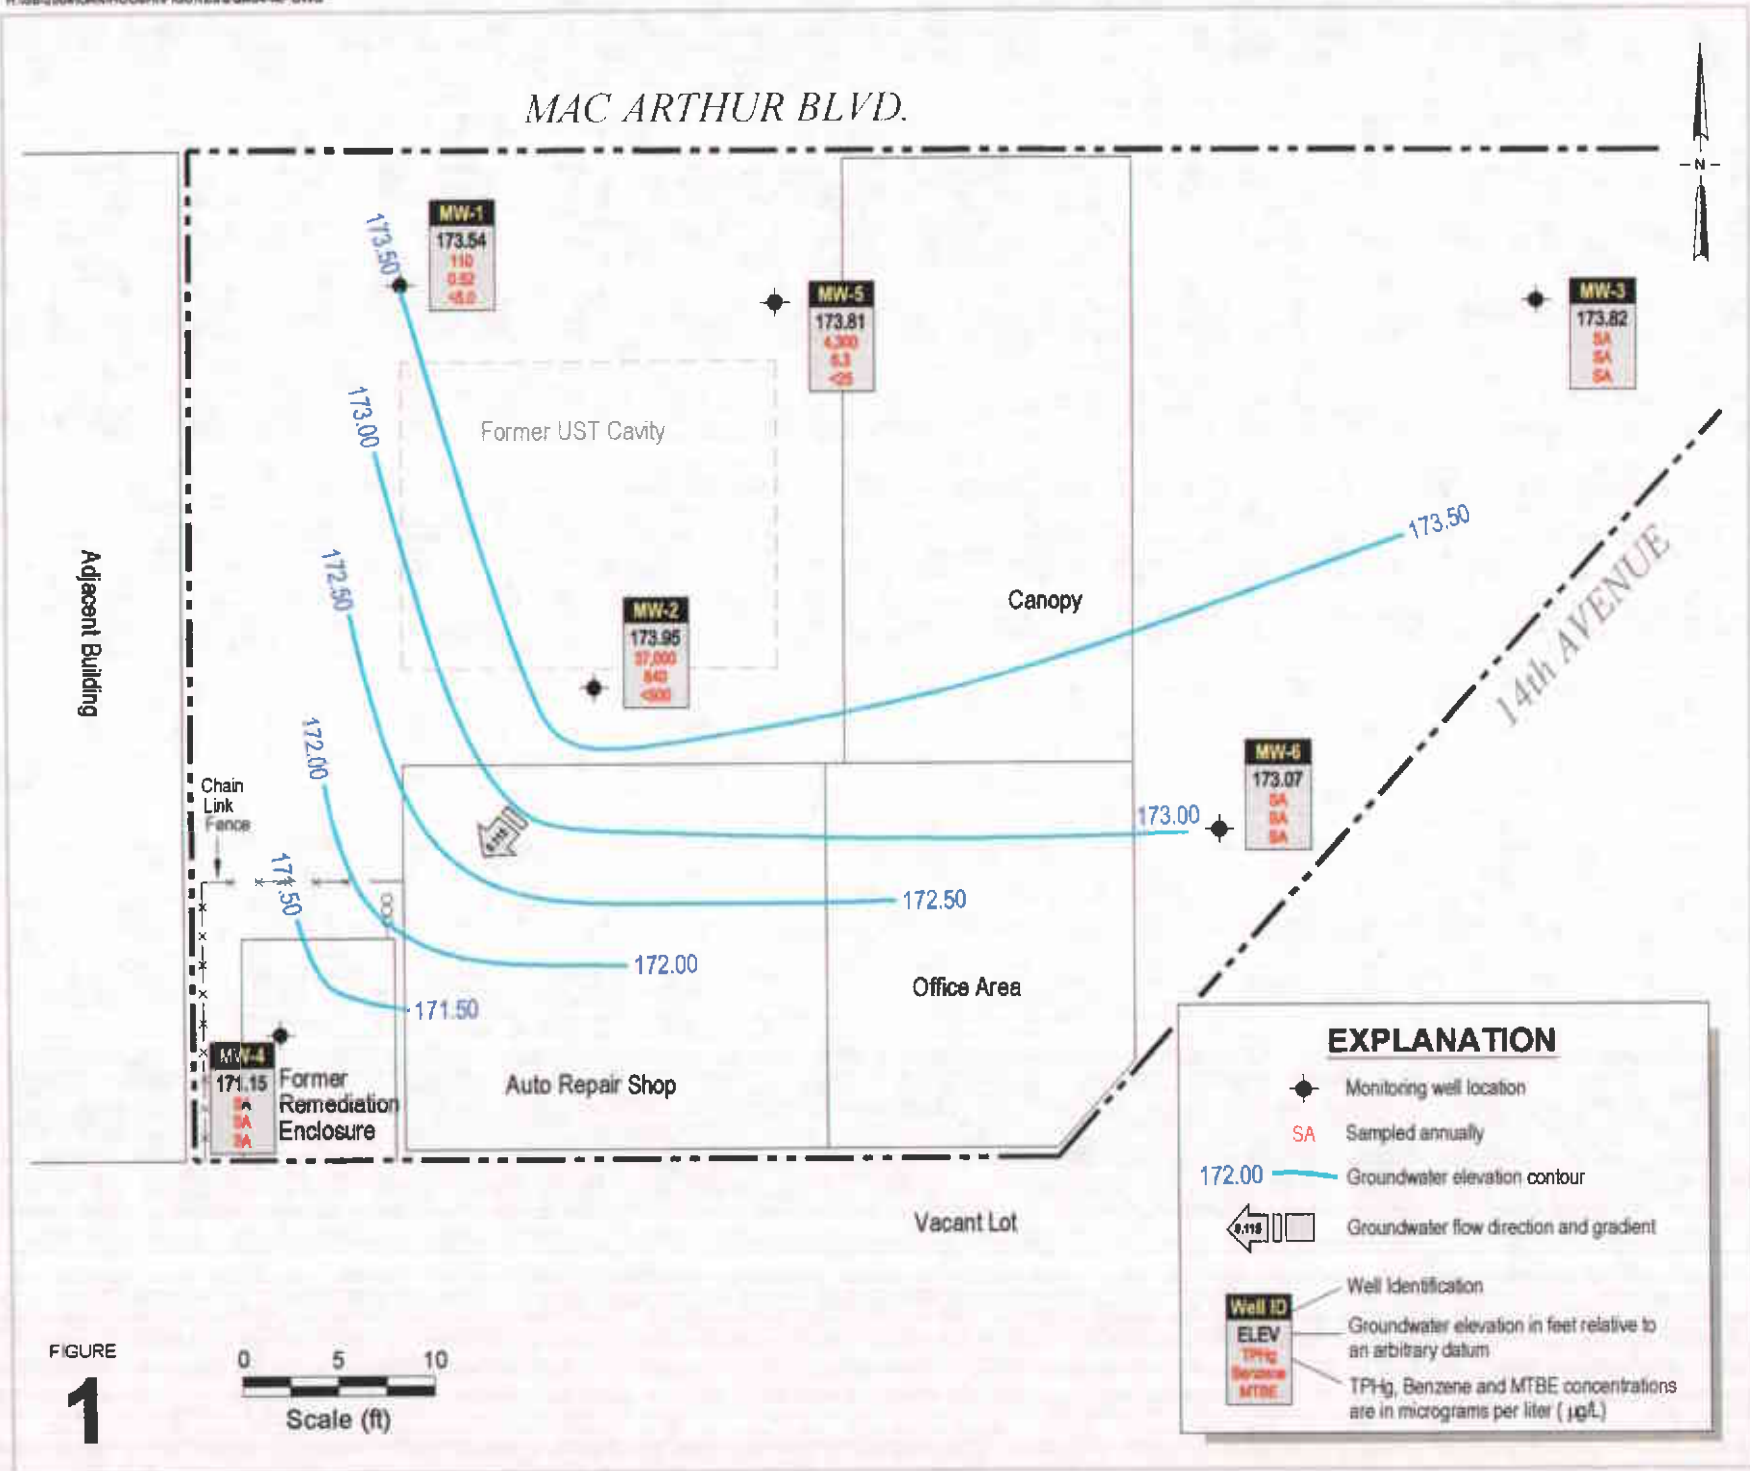 MAC ARTHUR BLVD.
N
MW-1
173.54
110
0.52
<5.0
173.50
MW-5
173.81
4,300
6.3
<25
MW-3
173.82
SA
SA
SA
173.00
Former UST Cavity
173.50
14th AVENUE
172.50
Adjacent Building
Canopy
MW-2
173.95
37,000
840
<500
172.00
MW-6
173.07
SA
SA
SA
Chain
Link
Fence
173.00
0.115
171.50
172.50
172.00
171.50
Office Area
MW-4
171.15
SA
SA
SA
Former
Remediation
Enclosure
Auto Repair Shop
Vacant Lot
EXPLANATION
Monitoring well location
SA Sampled annually
172.00 Groundwater elevation contour
0.115 Groundwater flow direction and gradient
Well Identification
Well ID
ELEV
TPHg
Benzene
MTBE
Groundwater elevation in feet relative to
an arbitrary datum
TPHg, Benzene and MTBE concentrations
are in micrograms per liter ( µg/L)
FIGURE
1
0 5 10
Scale (ft)